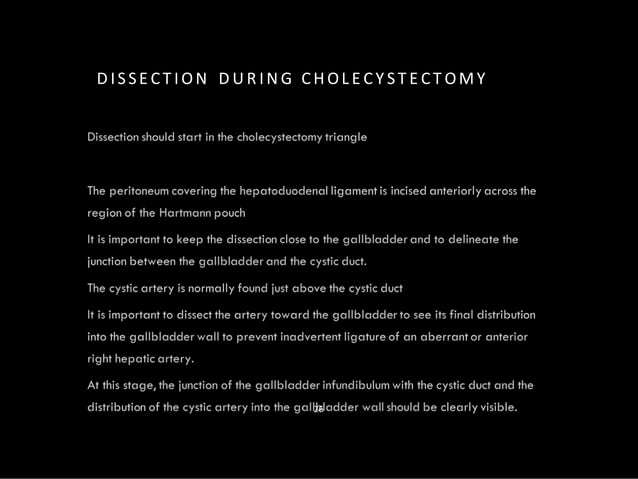 DISSECTION DURING CHOLECYSTECTOMY
Dissection should start in the cholecystectomy triangle
The peritoneum covering the hepatoduodenal ligament is incised anteriorly across the
region of the Hartmann pouch
It is important to keep the dissection close to the gallbladder and to delineate the
junction between the gallbladder and the cystic duct.
The cystic artery is normally found just above the cystic duct
It is important to dissect the artery toward the gallbladder to see its final distribution
into the gallbladder wall to prevent inadvertent ligature of an aberrant or anterior
right hepatic artery.
At this stage, the junction of the gallbladder infundibulum with the cystic duct and the
distribution of the cystic artery into the gallbladder wall should be clearly visible.